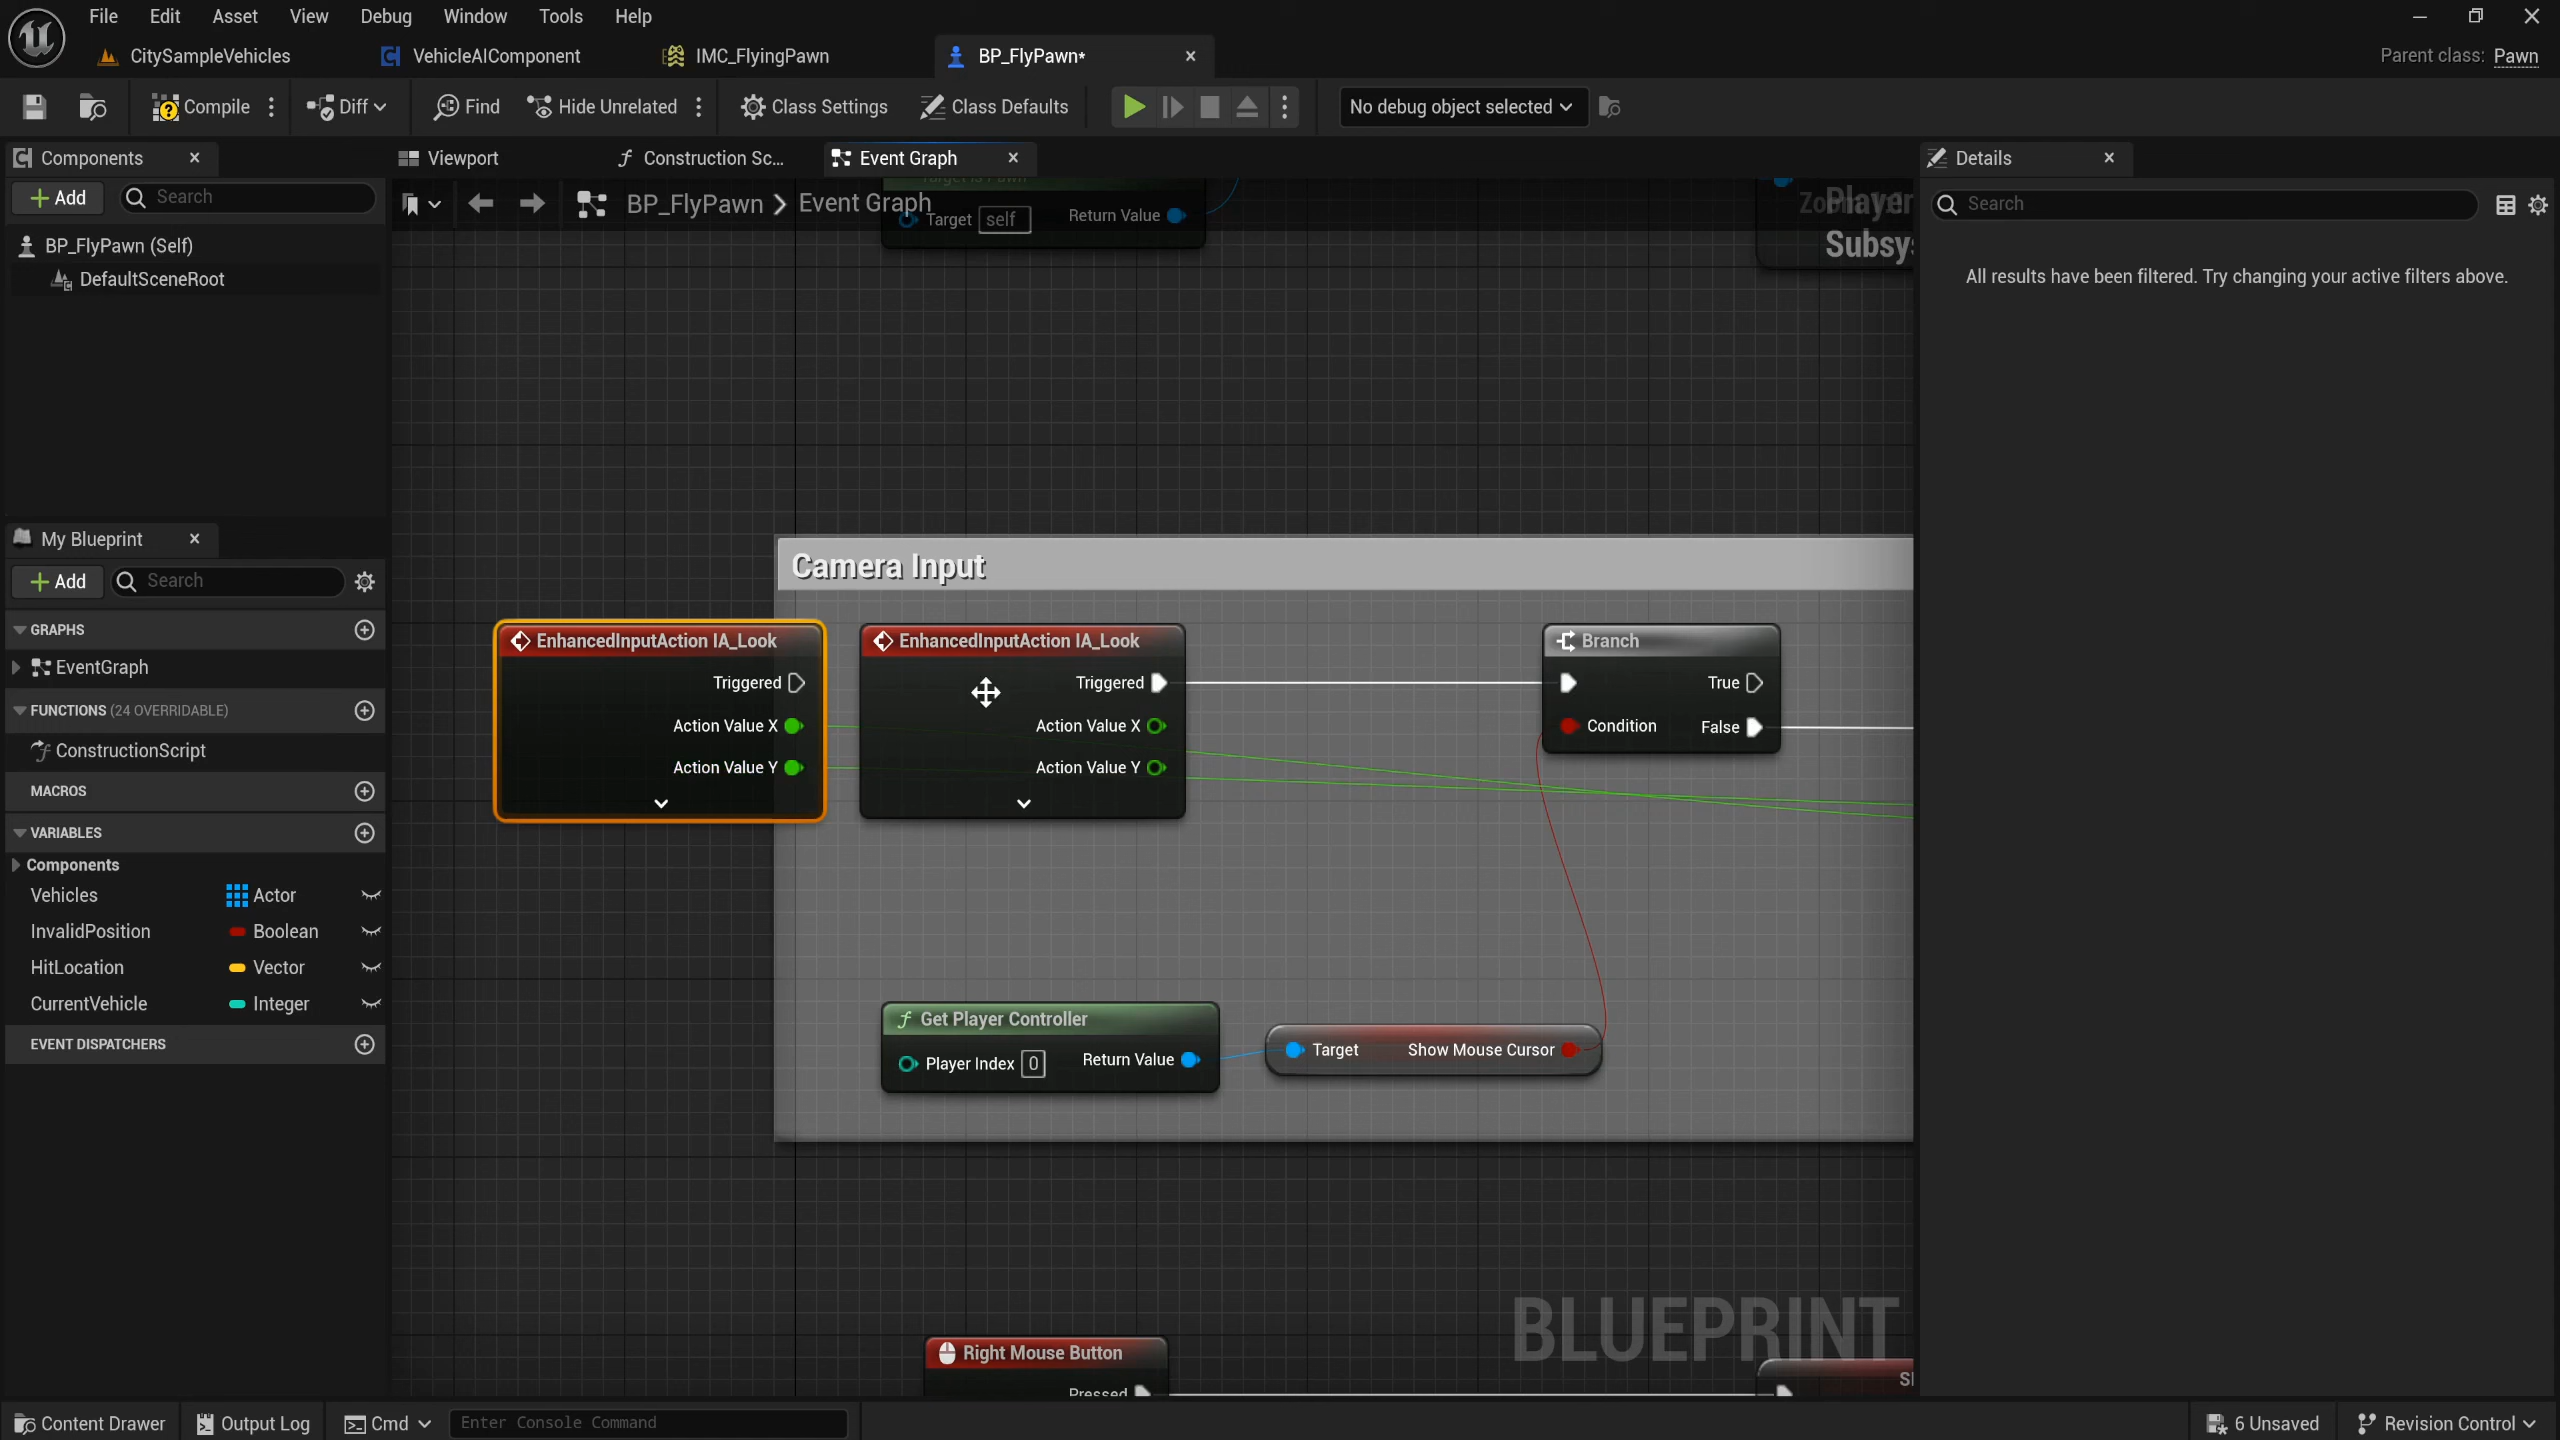 File Edit Asset View Debug Window Tools Help
CitySampleVehicles VehicleAIComponent IMC_FlyingPawn BP_FlyPawn* Parent class: Pawn
Compile Diff Find Hide Unrelated Class Settings Class Defaults No debug object selected
Components Viewport Construction Sc... Event Graph Details
Add Search BP_FlyPawn Event Graph Search
Target is Pawn
Target self Return Value
Player
Subsys
BP_FlyPawn (Self)
DefaultSceneRoot
All results have been filtered. Try changing your active filters above.
My Blueprint
Add Search
GRAPHS
EventGraph
FUNCTIONS (24 OVERRIDABLE)
ConstructionScript
MACROS
VARIABLES
Components
Vehicles Actor
InvalidPosition Boolean
HitLocation Vector
CurrentVehicle Integer
EVENT DISPATCHERS
Camera Input
EnhancedInputAction IA_Look
Triggered
Action Value X
Action Value Y
EnhancedInputAction IA_Look
Triggered
Action Value X
Action Value Y
Branch
True
Condition False
Get Player Controller
Player Index 0 Return Value
Target Show Mouse Cursor
Right Mouse Button
Pressed
BLUEPRINT
Content Drawer Output Log Cmd Enter Console Command 6 Unsaved Revision Control